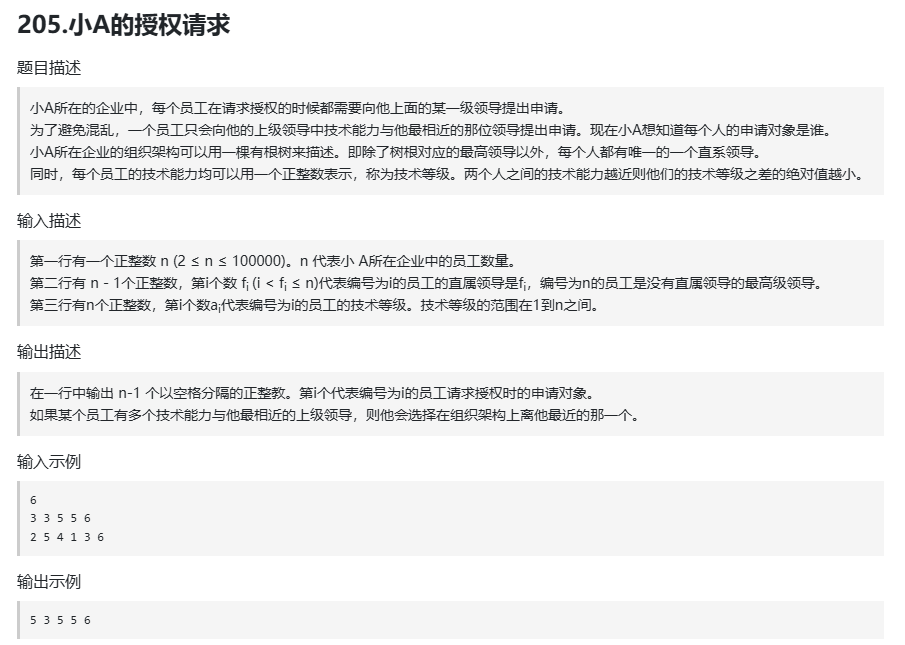 205.小A的授权请求
题目描述
小A所在的企业中，每个员工在请求授权的时候都需要向他上面的某一级领导提出申请。
为了避免混乱，一个员工只会向他的上级领导中技术能力与他最相近的那位领导提出申请。现在小A想知道每个人的申请对象是谁。
小A所在企业的组织架构可以用一棵有根树来描述。即除了树根对应的最高领导以外，每个人都有唯一的一个直系领导。
同时，每个员工的技术能力均可以用一个正整数表示，称为技术等级。两个人之间的技术能力越近则他们的技术等级之差的绝对值越小。
输入描述
第一行有一个正整数 n (2 ≤ n ≤ 100000)。n 代表小 A所在企业中的员工数量。
第二行有 n - 1个正整数，第i个数 fi (i < fi ≤ n)代表编号为i的员工的直属领导是fi，编号为n的员工是没有直属领导的最高级领导。
第三行有n个正整数，第i个数ai代表编号为i的员工的技术等级。技术等级的范围在1到n之间。
输出描述
在一行中输出 n-1 个以空格分隔的正整教。第i个代表编号为i的员工请求授权时的申请对象。
如果某个员工有多个技术能力与他最相近的上级领导，则他会选择在组织架构上离他最近的那一个。
输入示例
6
3 3 5 5 6
2 5 4 1 3 6
输出示例
5 3 5 5 6